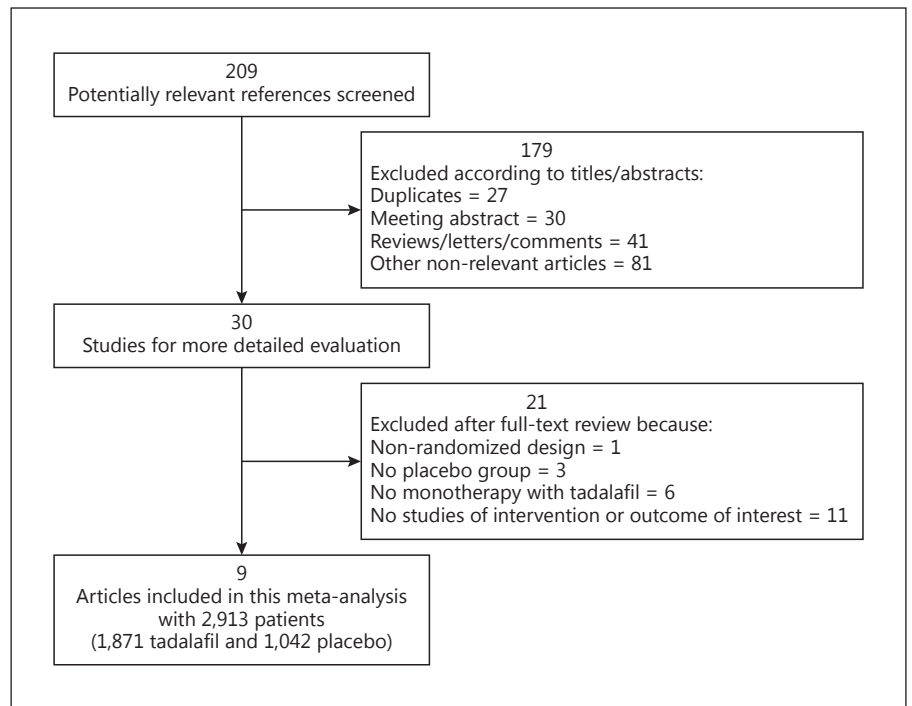 209
Potentially relevant references screened
179
Excluded according to titles/abstracts:
Duplicates = 27
Meeting abstract = 30
Reviews/letters/comments = 41
Other non-relevant articles = 81
30
Studies for more detailed evaluation
21
Excluded after full-text review because:
Non-randomized design = 1
No placebo group = 3
No monotherapy with tadalafil = 6
No studies of intervention or outcome of interest = 11
9
Articles included in this meta-analysis
with 2,913 patients
(1,871 tadalafil and 1,042 placebo)